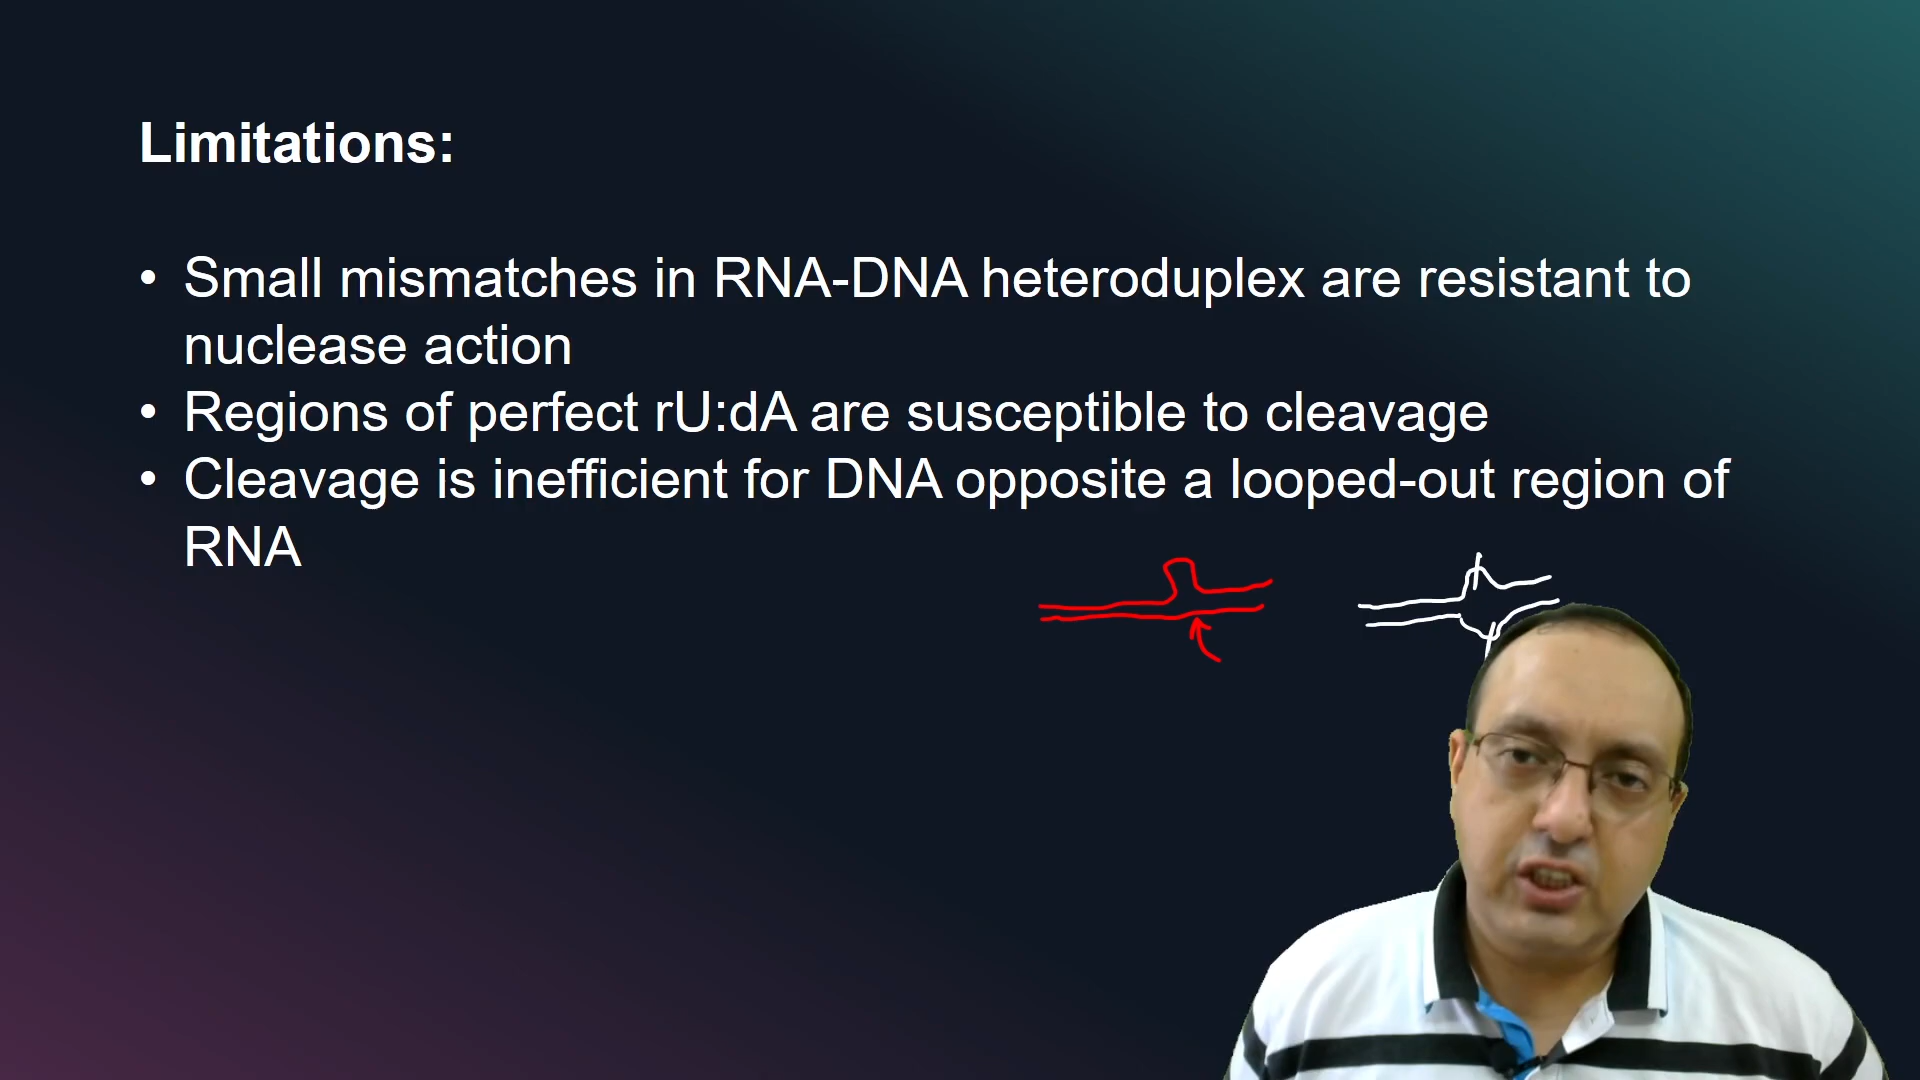 Limitations:
• Small mismatches in RNA-DNA heteroduplex are resistant to
nuclease action
• Regions of perfect rU:dA are susceptible to cleavage
• Cleavage is inefficient for DNA opposite a looped-out region of
RNA